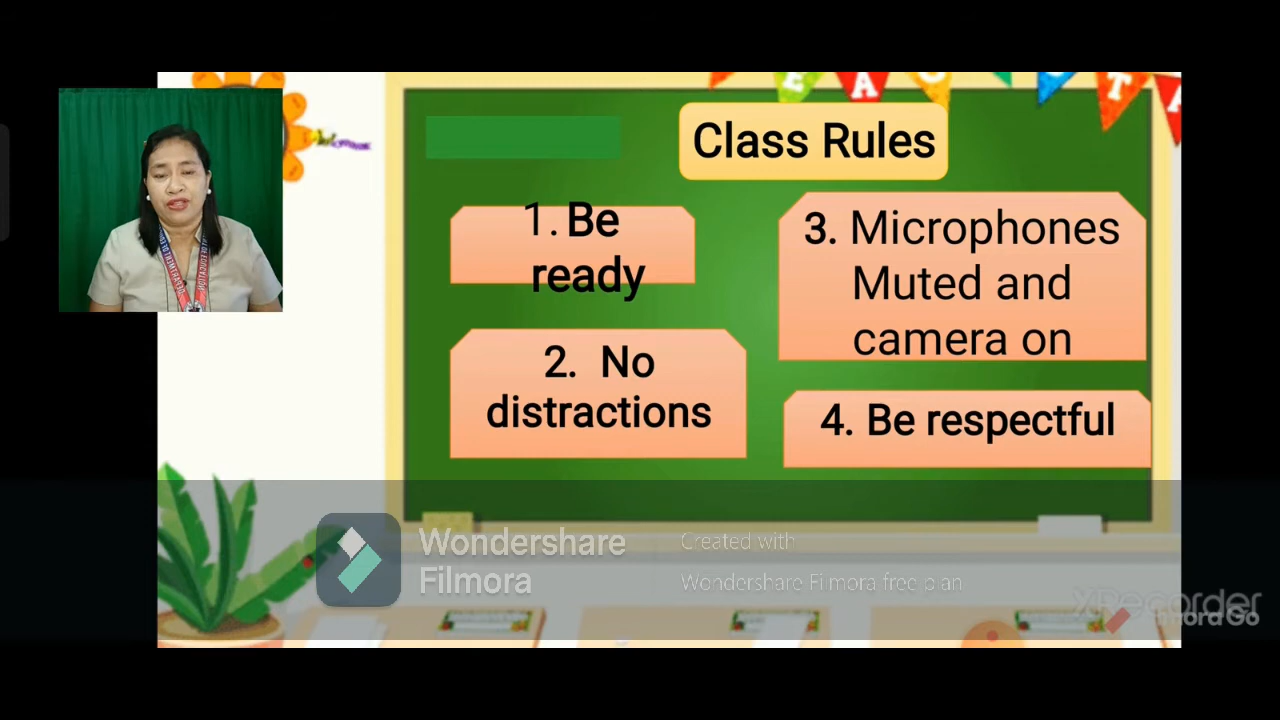 E A C
T A
Class Rules
1. Be
ready
2. No
distractions
3. Microphones
Muted and
camera on
4. Be respectful
Wondershare
Filmora
Created with
Wondershare Filmora free plan
XRecorder